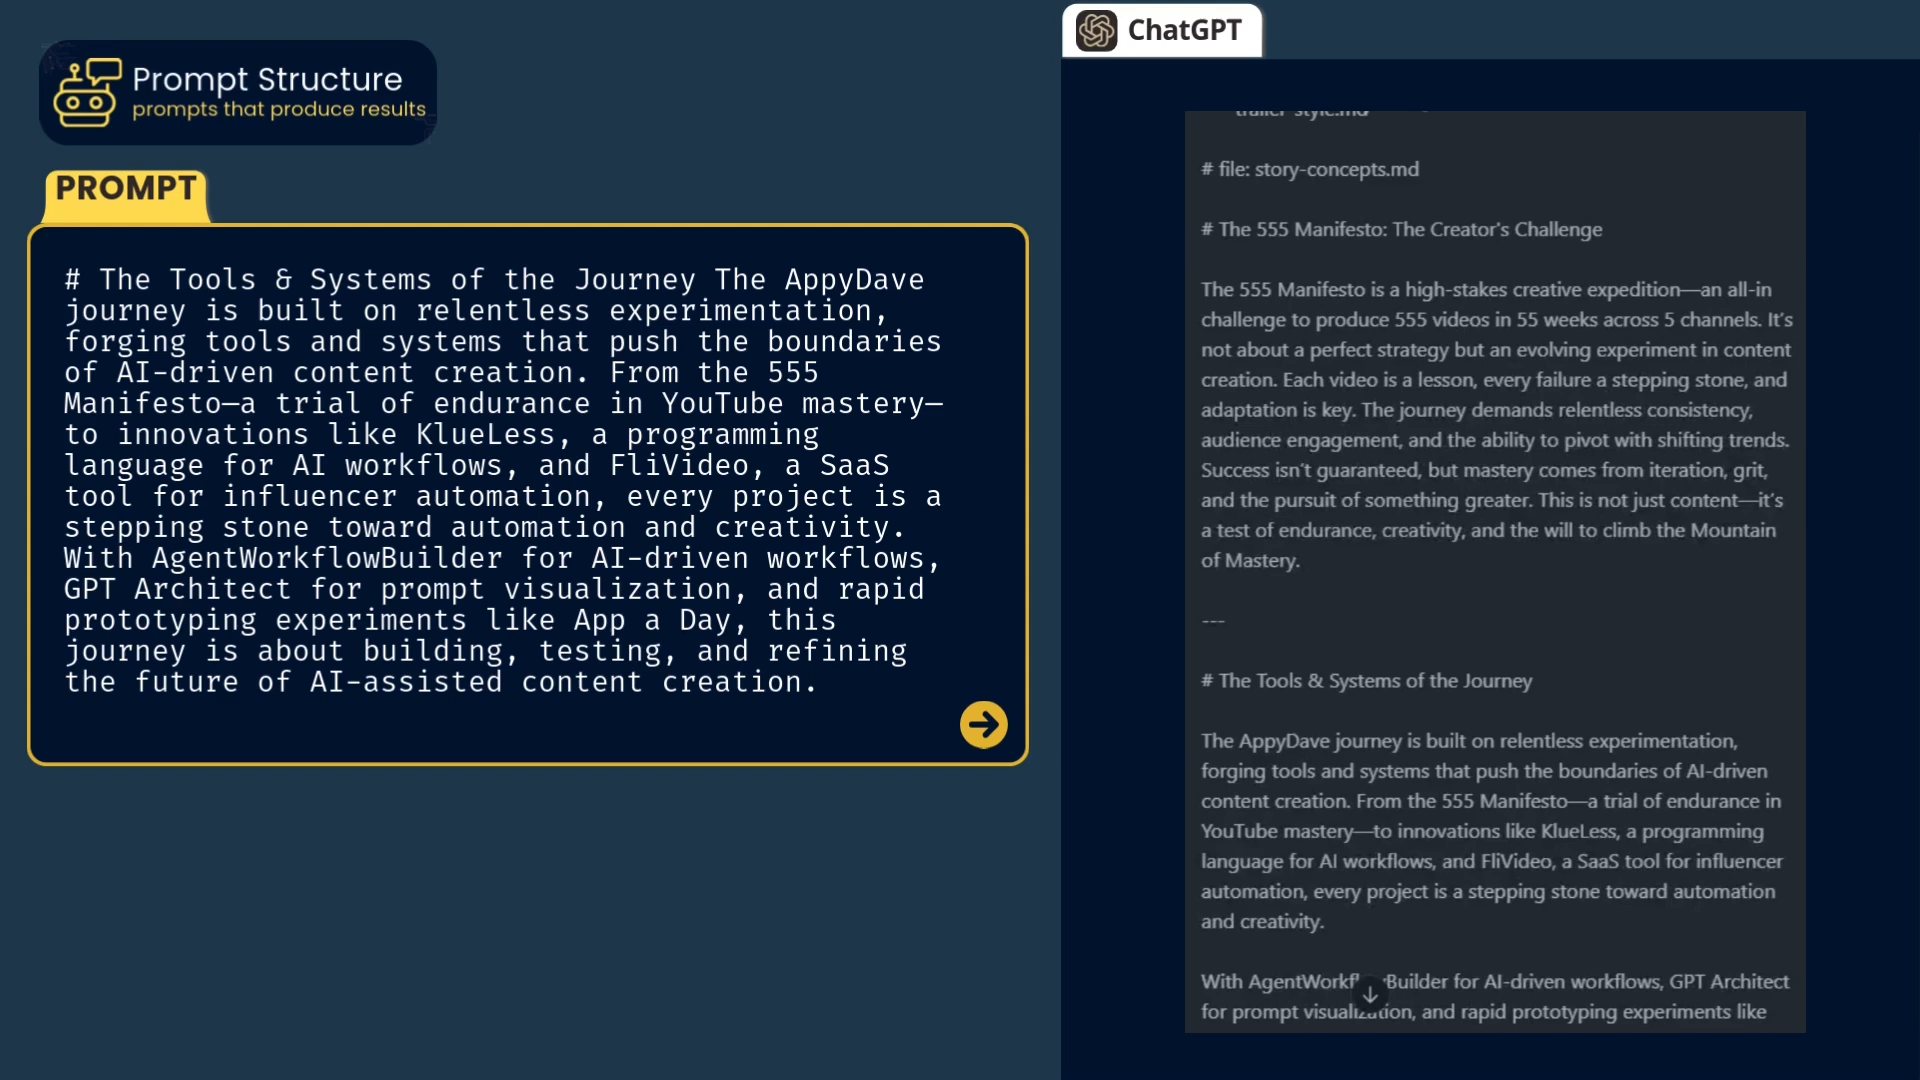 Prompt Structure
prompts that produce results
PROMPT
# The Tools & Systems of the Journey The AppyDave
journey is built on relentless experimentation,
forging tools and systems that push the boundaries
of AI-driven content creation. From the 555
Manifesto—a trial of endurance in YouTube mastery—
to innovations like KlueLess, a programming
language for AI workflows, and FliVideo, a SaaS
tool for influencer automation, every project is a
stepping stone toward automation and creativity.
With AgentWorkflowBuilder for AI-driven workflows,
GPT Architect for prompt visualization, and rapid
prototyping experiments like App a Day, this
journey is about building, testing, and refining
the future of AI-assisted content creation.
ChatGPT
trailer-style.md
# file: story-concepts.md
# The 555 Manifesto: The Creator's Challenge
The 555 Manifesto is a high-stakes creative expedition—an all-in
challenge to produce 555 videos in 55 weeks across 5 channels. It's
not about a perfect strategy but an evolving experiment in content
creation. Each video is a lesson, every failure a stepping stone, and
adaptation is key. The journey demands relentless consistency,
audience engagement, and the ability to pivot with shifting trends.
Success isn't guaranteed, but mastery comes from iteration, grit,
and the pursuit of something greater. This is not just content—it's
a test of endurance, creativity, and the will to climb the Mountain
of Mastery.
---
# The Tools & Systems of the Journey
The AppyDave journey is built on relentless experimentation,
forging tools and systems that push the boundaries of AI-driven
content creation. From the 555 Manifesto—a trial of endurance in
YouTube mastery—to innovations like KlueLess, a programming
language for AI workflows, and FliVideo, a SaaS tool for influencer
automation, every project is a stepping stone toward automation
and creativity.
With AgentWorkflowBuilder for AI-driven workflows, GPT Architect
for prompt visualization, and rapid prototyping experiments like